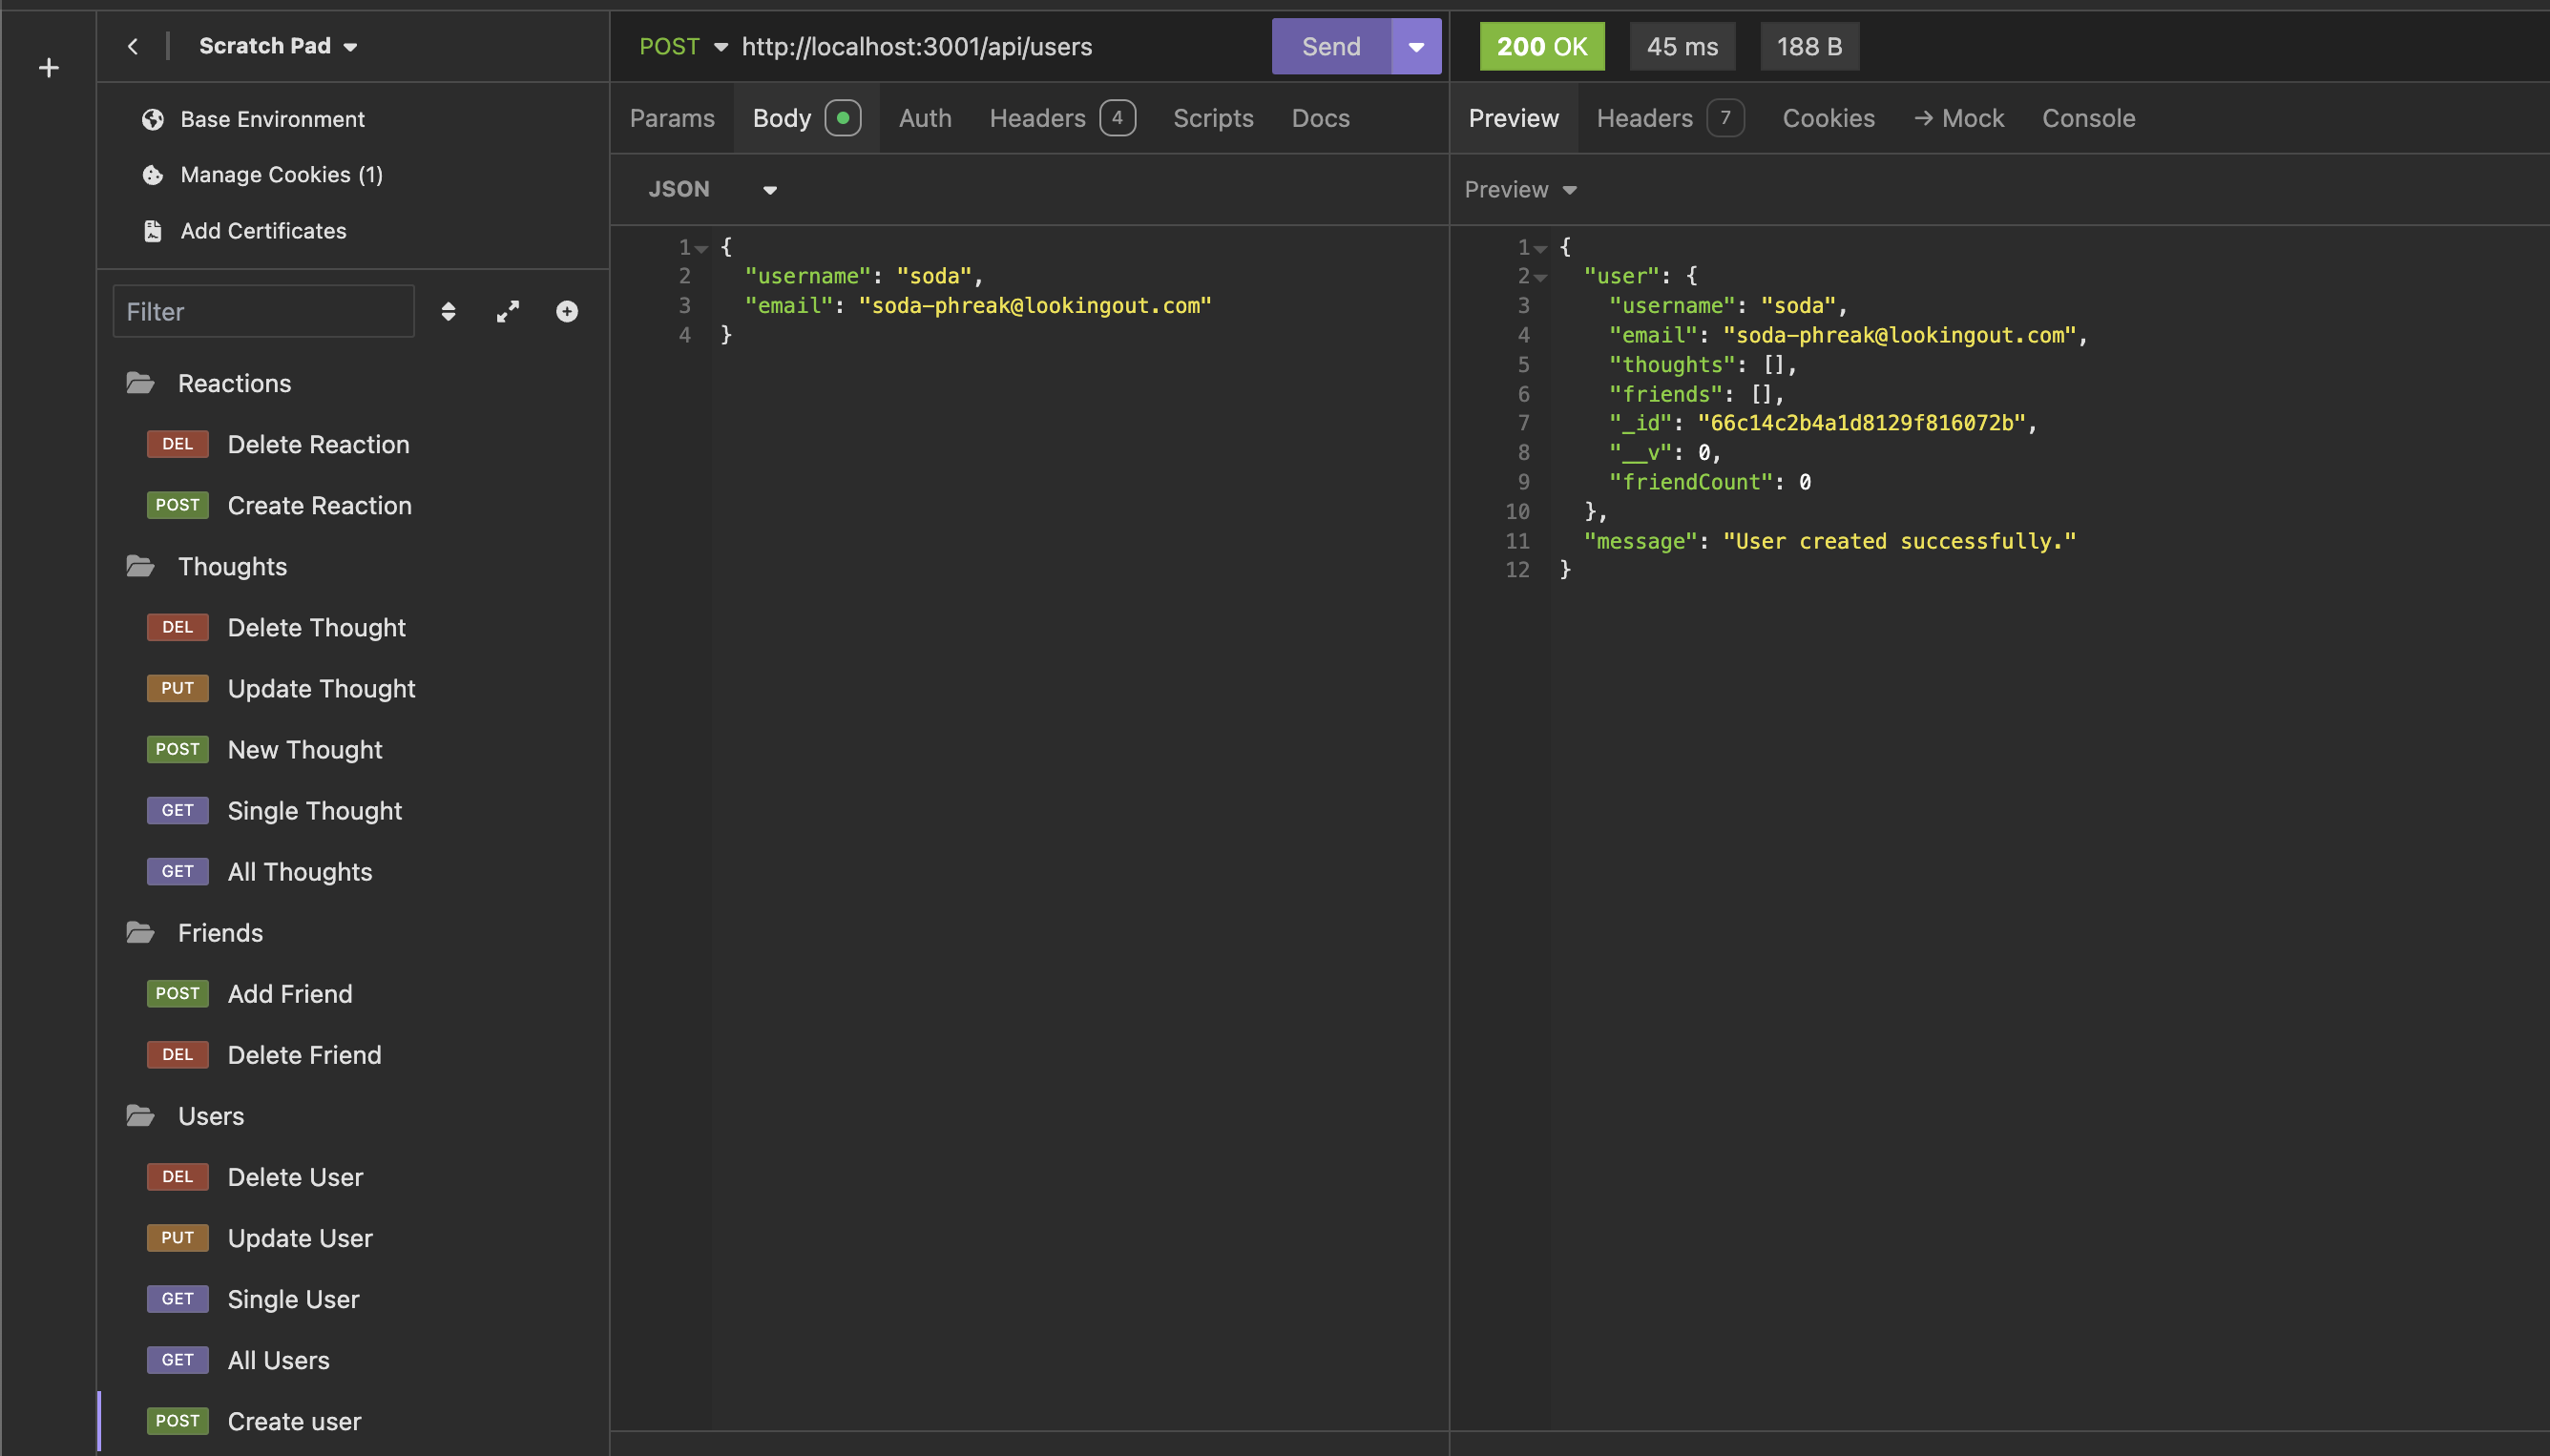 Scratch Pad
Base Environment
Manage Cookies (1)
Add Certificates
Filter
Reactions
DEL Delete Reaction
POST Create Reaction
Thoughts
DEL Delete Thought
PUT Update Thought
POST New Thought
GET Single Thought
GET All Thoughts
Friends
POST Add Friend
DEL Delete Friend
Users
DEL Delete User
PUT Update User
GET Single User
GET All Users
POST Create user
POST http://localhost:3001/api/users Send
Params Body Auth Headers 4 Scripts Docs
JSON
1 {
2 "username": "soda",
3 "email": "soda-phreak@lookingout.com"
4 }
200 OK 45 ms 188 B
Preview Headers 7 Cookies → Mock Console
Preview
1 {
2 "user": {
3 "username": "soda",
4 "email": "soda-phreak@lookingout.com",
5 "thoughts": [],
6 "friends": [],
7 "_id": "66c14c2b4a1d8129f816072b",
8 "__v": 0,
9 "friendCount": 0
10 },
11 "message": "User created successfully."
12 }